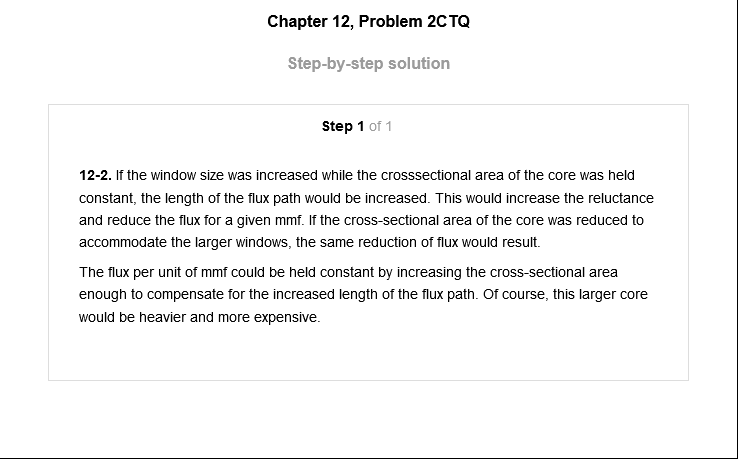 Chapter 12, Problem 2CTQ
Step-by-step solution
Step 1 of 1
12-2. If the window size was increased while the crosssectional area of the core was held
constant, the length of the flux path would be increased. This would increase the reluctance
and reduce the flux for a given mmf. If the cross-sectional area of the core was reduced to
accommodate the larger windows, the same reduction of flux would result.
The flux per unit of mmf could be held constant by increasing the cross-sectional area
enough to compensate for the increased length of the flux path. Of course, this larger core
would be heavier and more expensive.